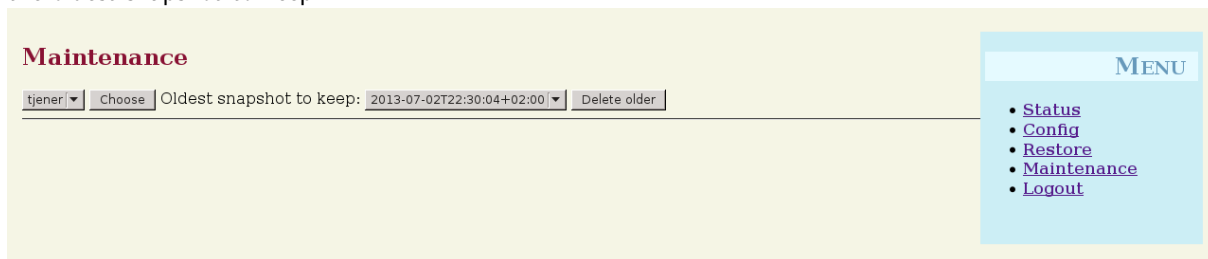 Maintenance
tjener Choose Oldest snapshot to keep: 2013-07-02T22:30:04+02:00 Delete older
MENU
Status
Config
Restore
Maintenance
Logout